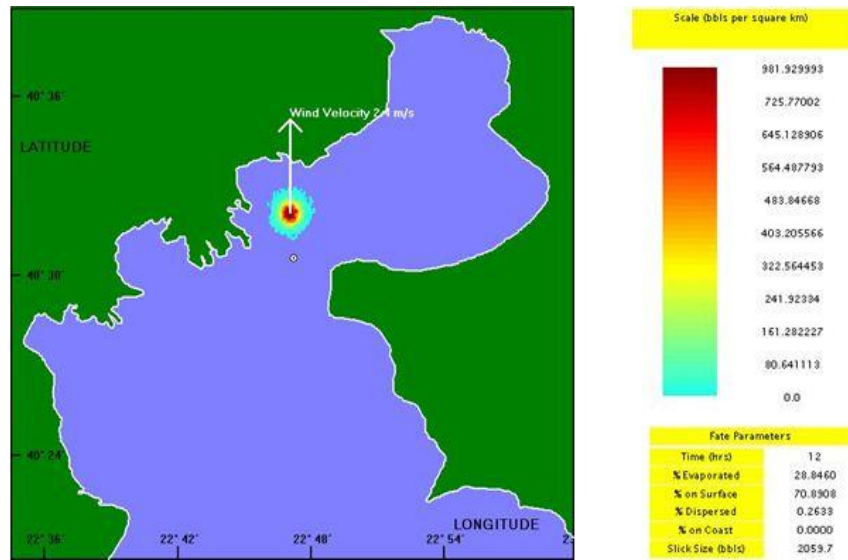 Scale (bbls per square km)
981.929993
725.77002
645.128906
564.487793
483.84668
403.205566
322.564453
241.92334
161.282227
80.641113
0.0
40° 36'
Wind Velocity 2.4 m/s
LATITUDE
40° 30'
40° 24'
LONGITUDE
22° 36' 22° 42' 22° 48' 22° 54'
Fate Parameters
Time (hrs) 12
% Evaporated 28.8460
% on Surface 70.8908
% Dispersed 0.2633
% on Coast 0.0000
Slick Size (bbls) 2059.7